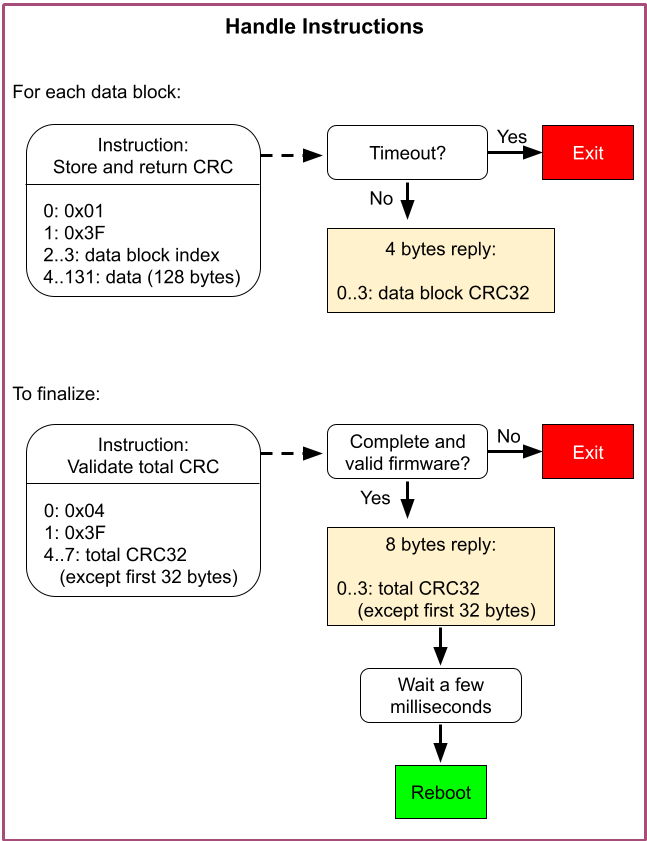 Handle Instructions
For each data block:
Instruction:
Store and return CRC
0: 0x01
1: 0x3F
2..3: data block index
4..131: data (128 bytes)
Timeout?
Yes
Exit
No
4 bytes reply:
0..3: data block CRC32
To finalize:
Instruction:
Validate total CRC
0: 0x04
1: 0x3F
4..7: total CRC32
(except first 32 bytes)
Complete and
valid firmware?
No
Exit
Yes
8 bytes reply:
0..3: total CRC32
(except first 32 bytes)
Wait a few
milliseconds
Reboot